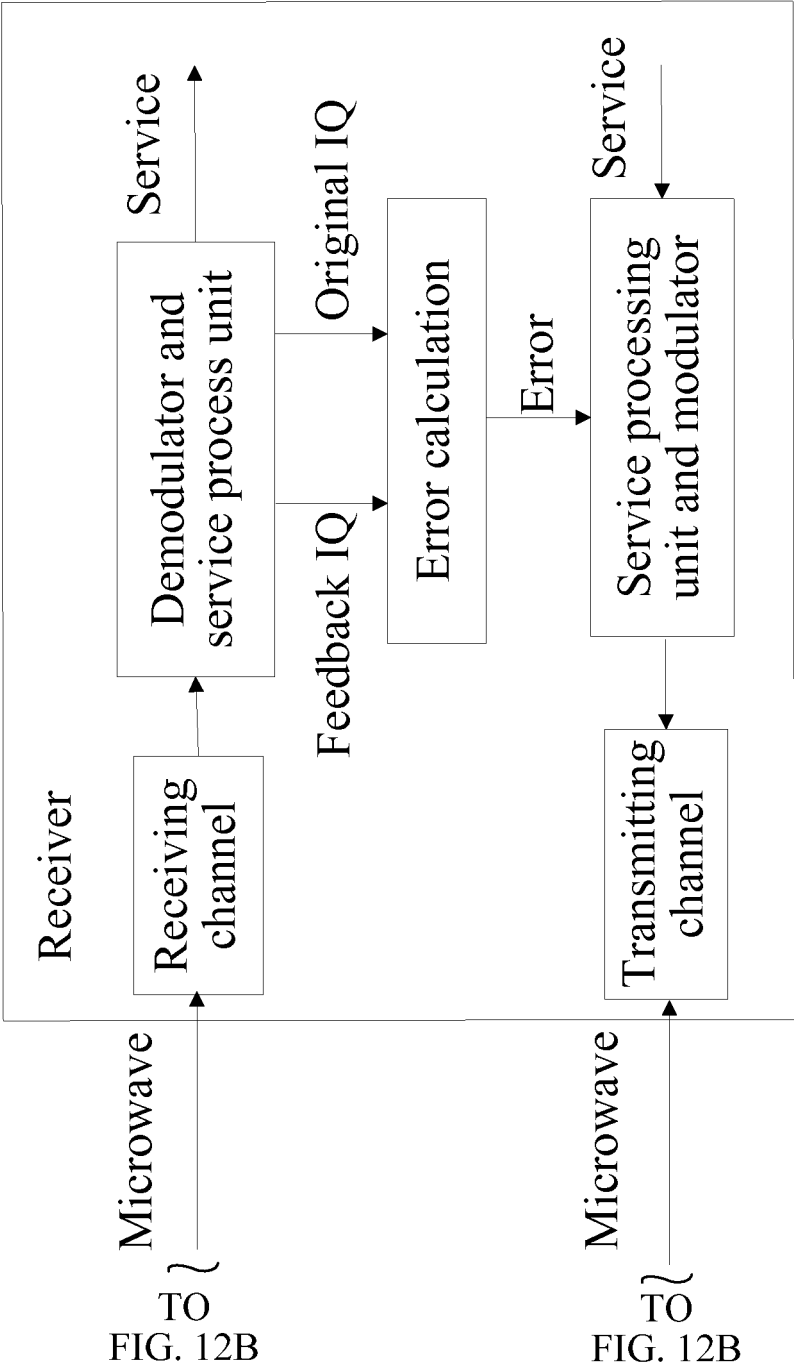 Receiver
Microwave
Receiving
channel
Demodulator and
service process unit
Service
Feedback IQ
Original IQ
Error calculation
Error
Microwave
Transmitting
channel
Service processing
unit and modulator
Service
TO
FIG. 12B
TO
FIG. 12B